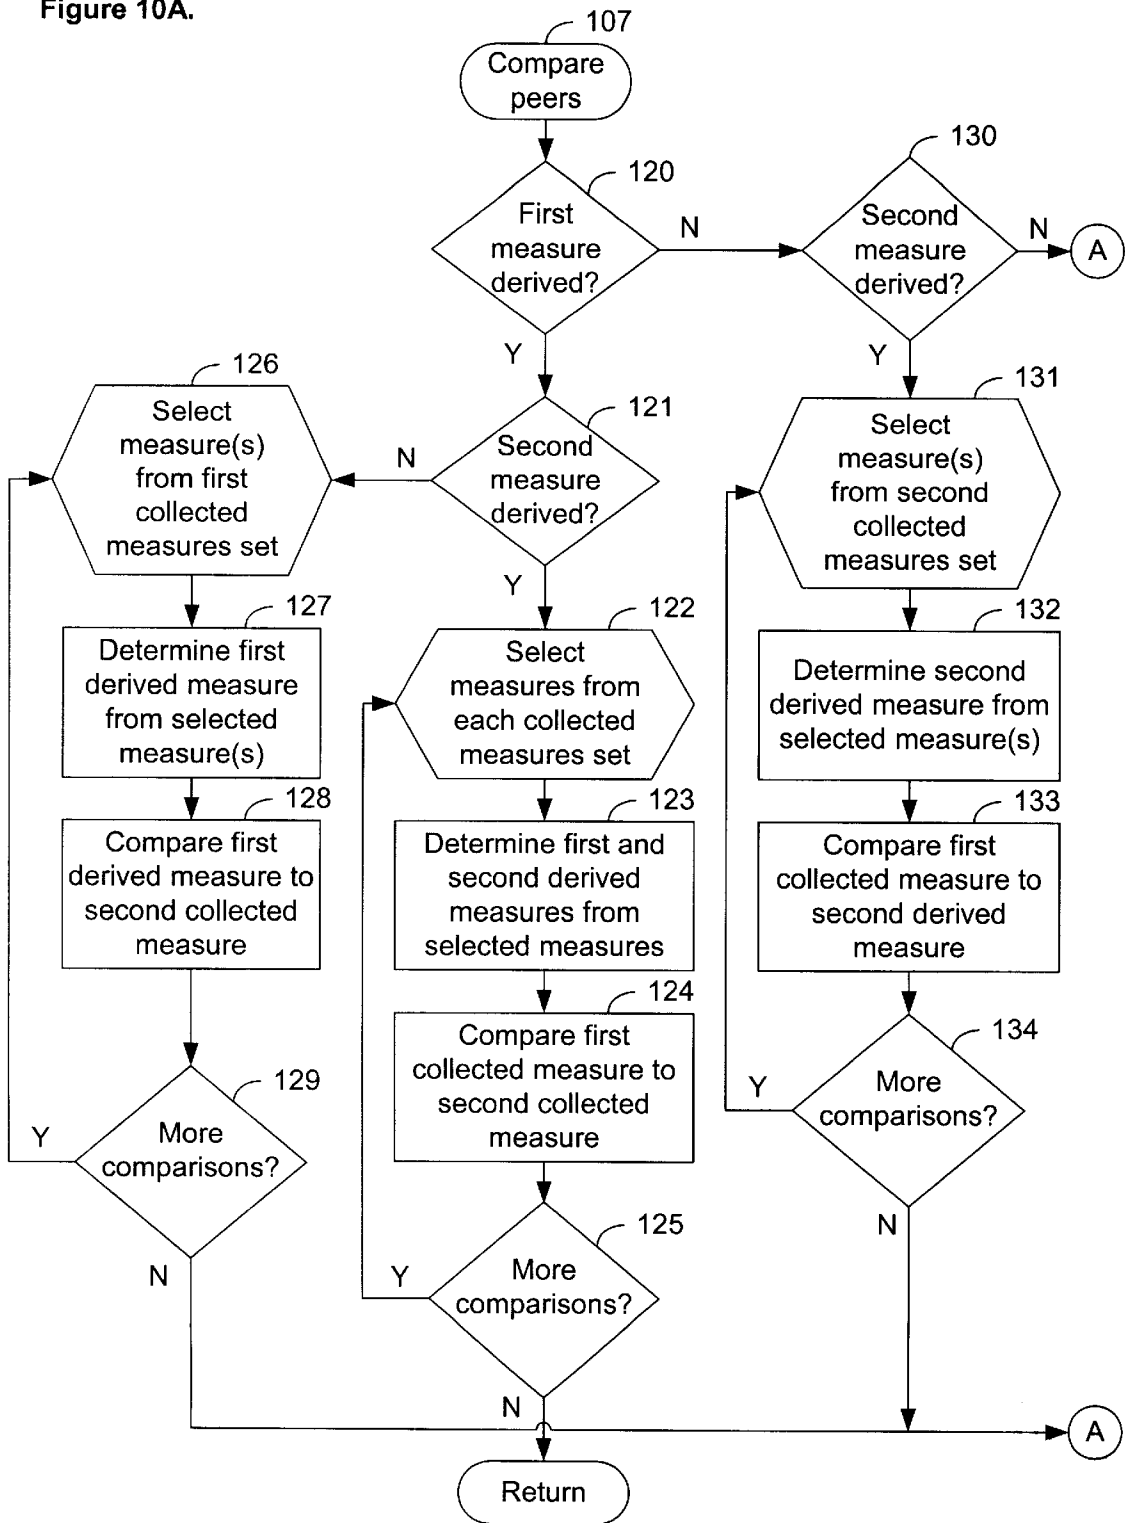 Figure 10A.
107
Compare
peers
120
First
measure
derived?
N
130
Second
measure
derived?
N
A
Y
Y
126
Select
measure(s)
from first
collected
measures set
N
121
Second
measure
derived?
Y
131
Select
measure(s)
from second
collected
measures set
127
Determine first
derived measure
from selected
measure(s)
122
Select
measures from
each collected
measures set
132
Determine second
derived measure from
selected measure(s)
128
Compare first
derived measure to
second collected
measure
123
Determine first and
second derived
measures from
selected measures
133
Compare first
collected measure to
second derived
measure
124
Compare first
collected measure to
second collected
measure
129
More
comparisons?
Y
N
134
More
comparisons?
Y
N
125
More
comparisons?
Y
N
A
Return